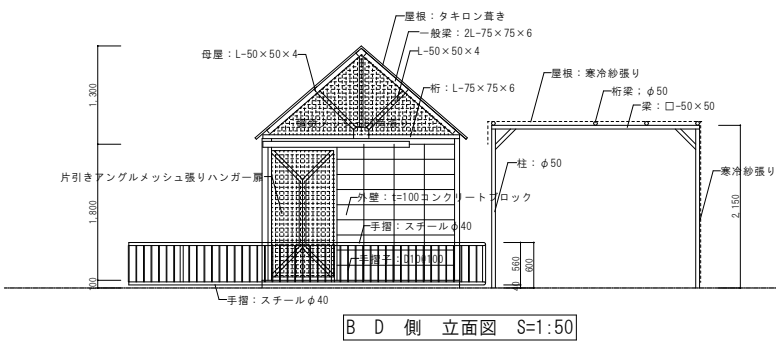 屋根：タキロン葺き
一般梁：2L-75×75×6
母屋：L-50×50×4
L-50×50×4
桁：L-75×75×6
屋根：寒冷紗張り
桁梁；φ50
梁：□-50×50
1,300
片引きアングルメッシュ張りハンガー扉
柱：φ50
寒冷紗張り
外壁：t=100コンクリートブロック
1,800
2,150
手摺：スチールφ40
手摺子：D10@100
560
600
40
手摺：スチールφ40
B D 側 立面図 S=1:50